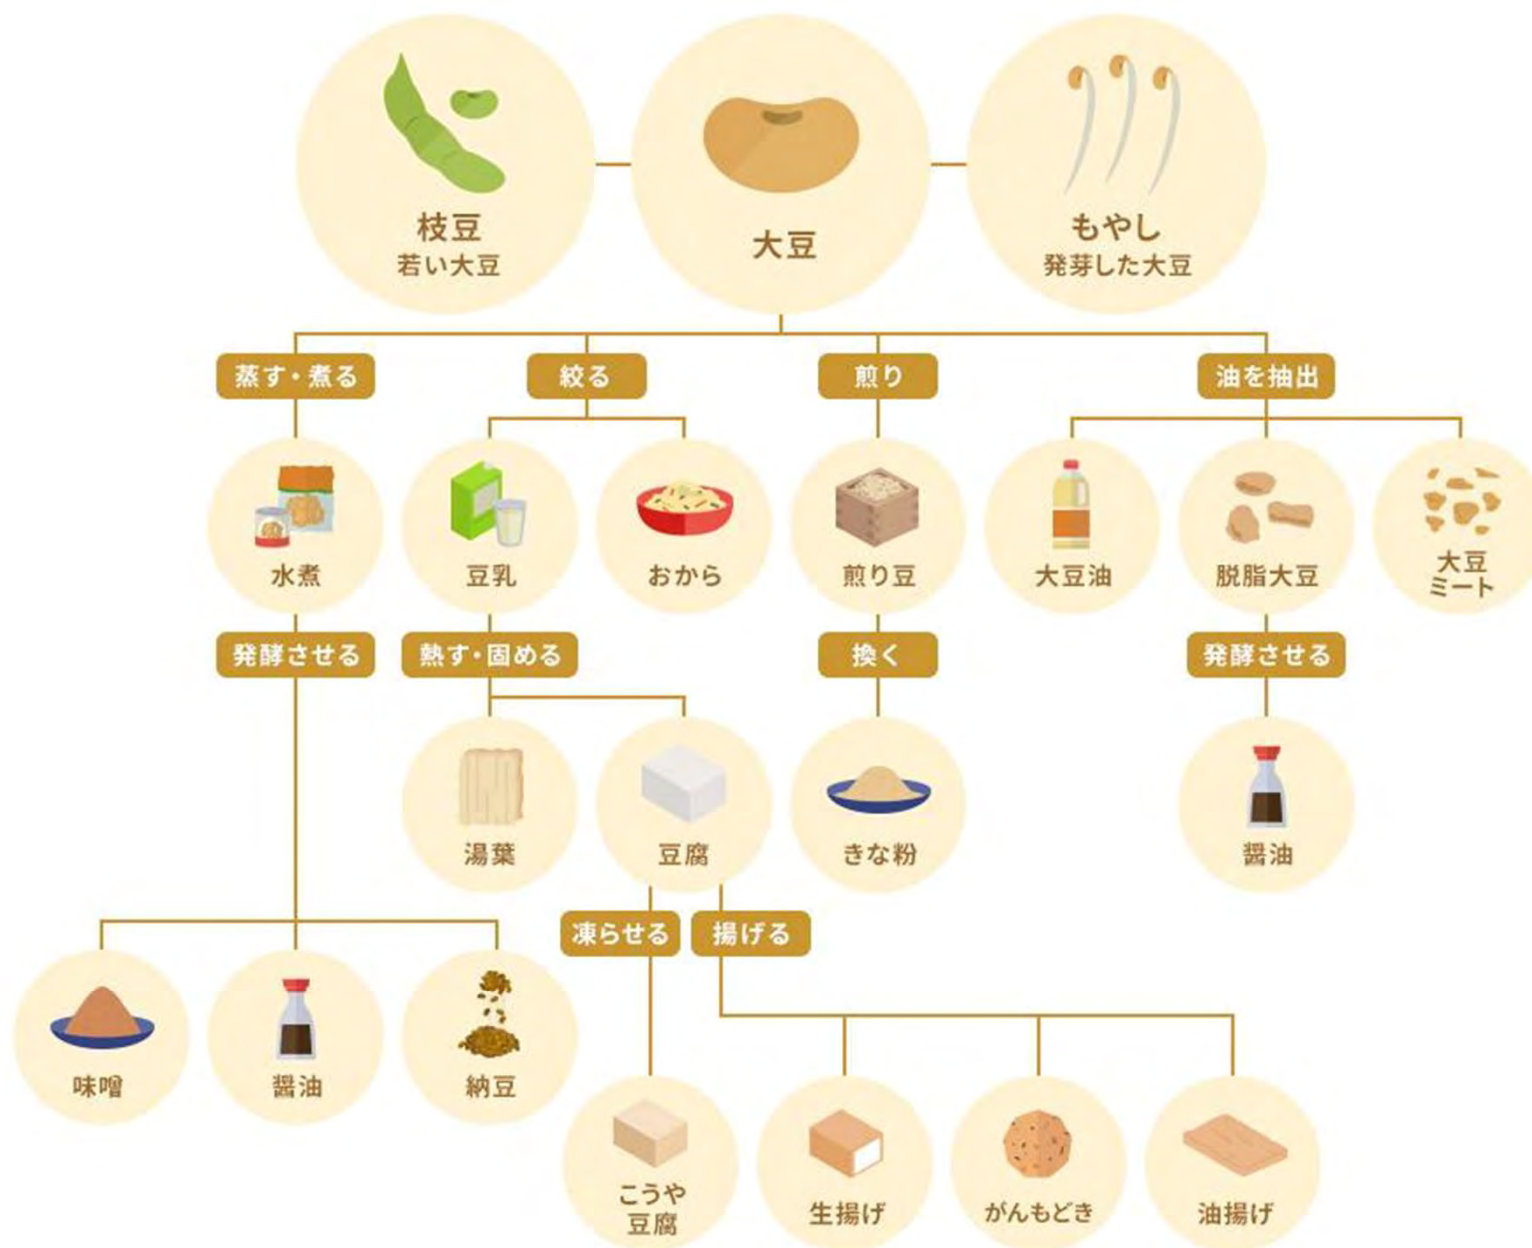 枝豆
若い大豆
大豆
もやし
発芽した大豆
蒸す・煮る
絞る
煎り
油を抽出
水煮
豆乳
おから
煎り豆
大豆油
脱脂大豆
大豆
ミート
発酵させる
熱す・固める
換く
発酵させる
湯葉
豆腐
きな粉
醤油
凍らせる
揚げる
味噌
醤油
納豆
こうや
豆腐
生揚げ
がんもどき
油揚げ